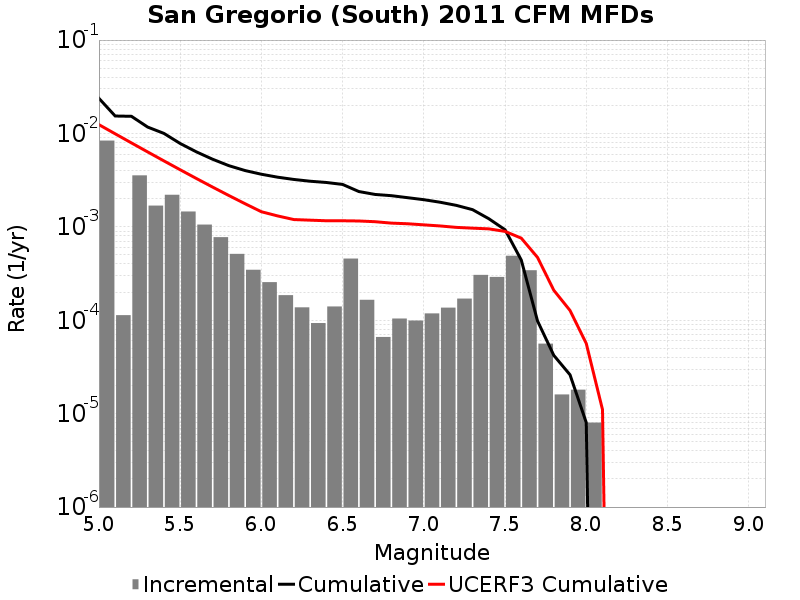 San Gregorio (South) 2011 CFM MFDs
10-1
10-2
10-3
10-4
10-5
10-6
Rate (1/yr)
5.0 5.5 6.0 6.5 7.0 7.5 8.0 8.5 9.0
Magnitude
Incremental Cumulative UCERF3 Cumulative